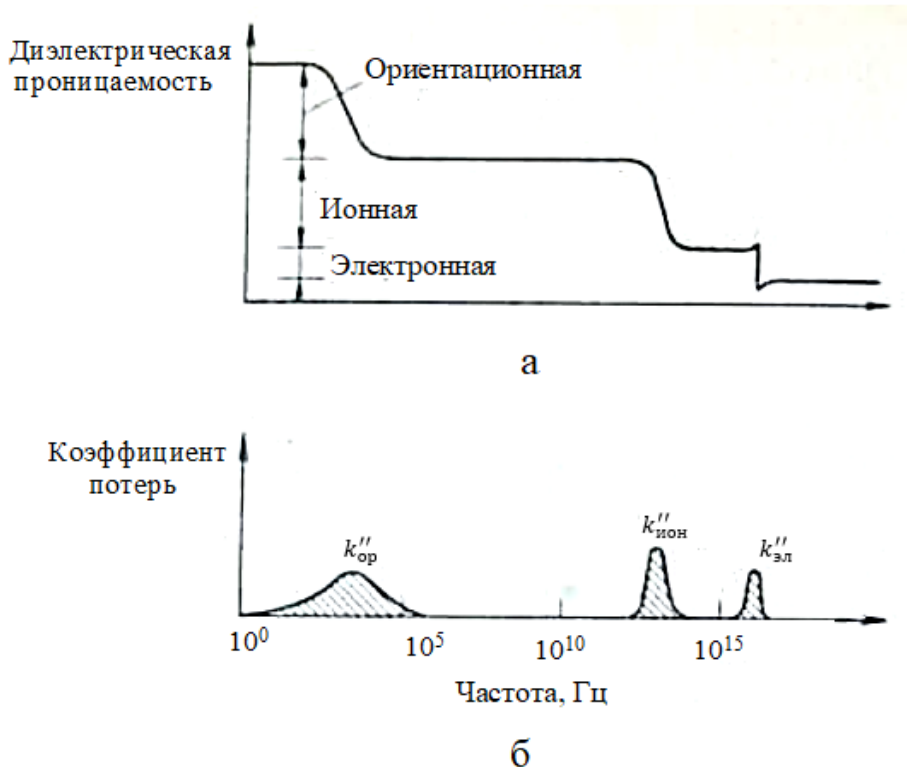 Диэлектрическая
проницаемость
Ориентационная
Ионная
Электронная
а
Коэффициент
потерь
k″ор
k″ион
k″эл
10⁰
10⁵
10¹⁰
10¹⁵
Частота, Гц
б